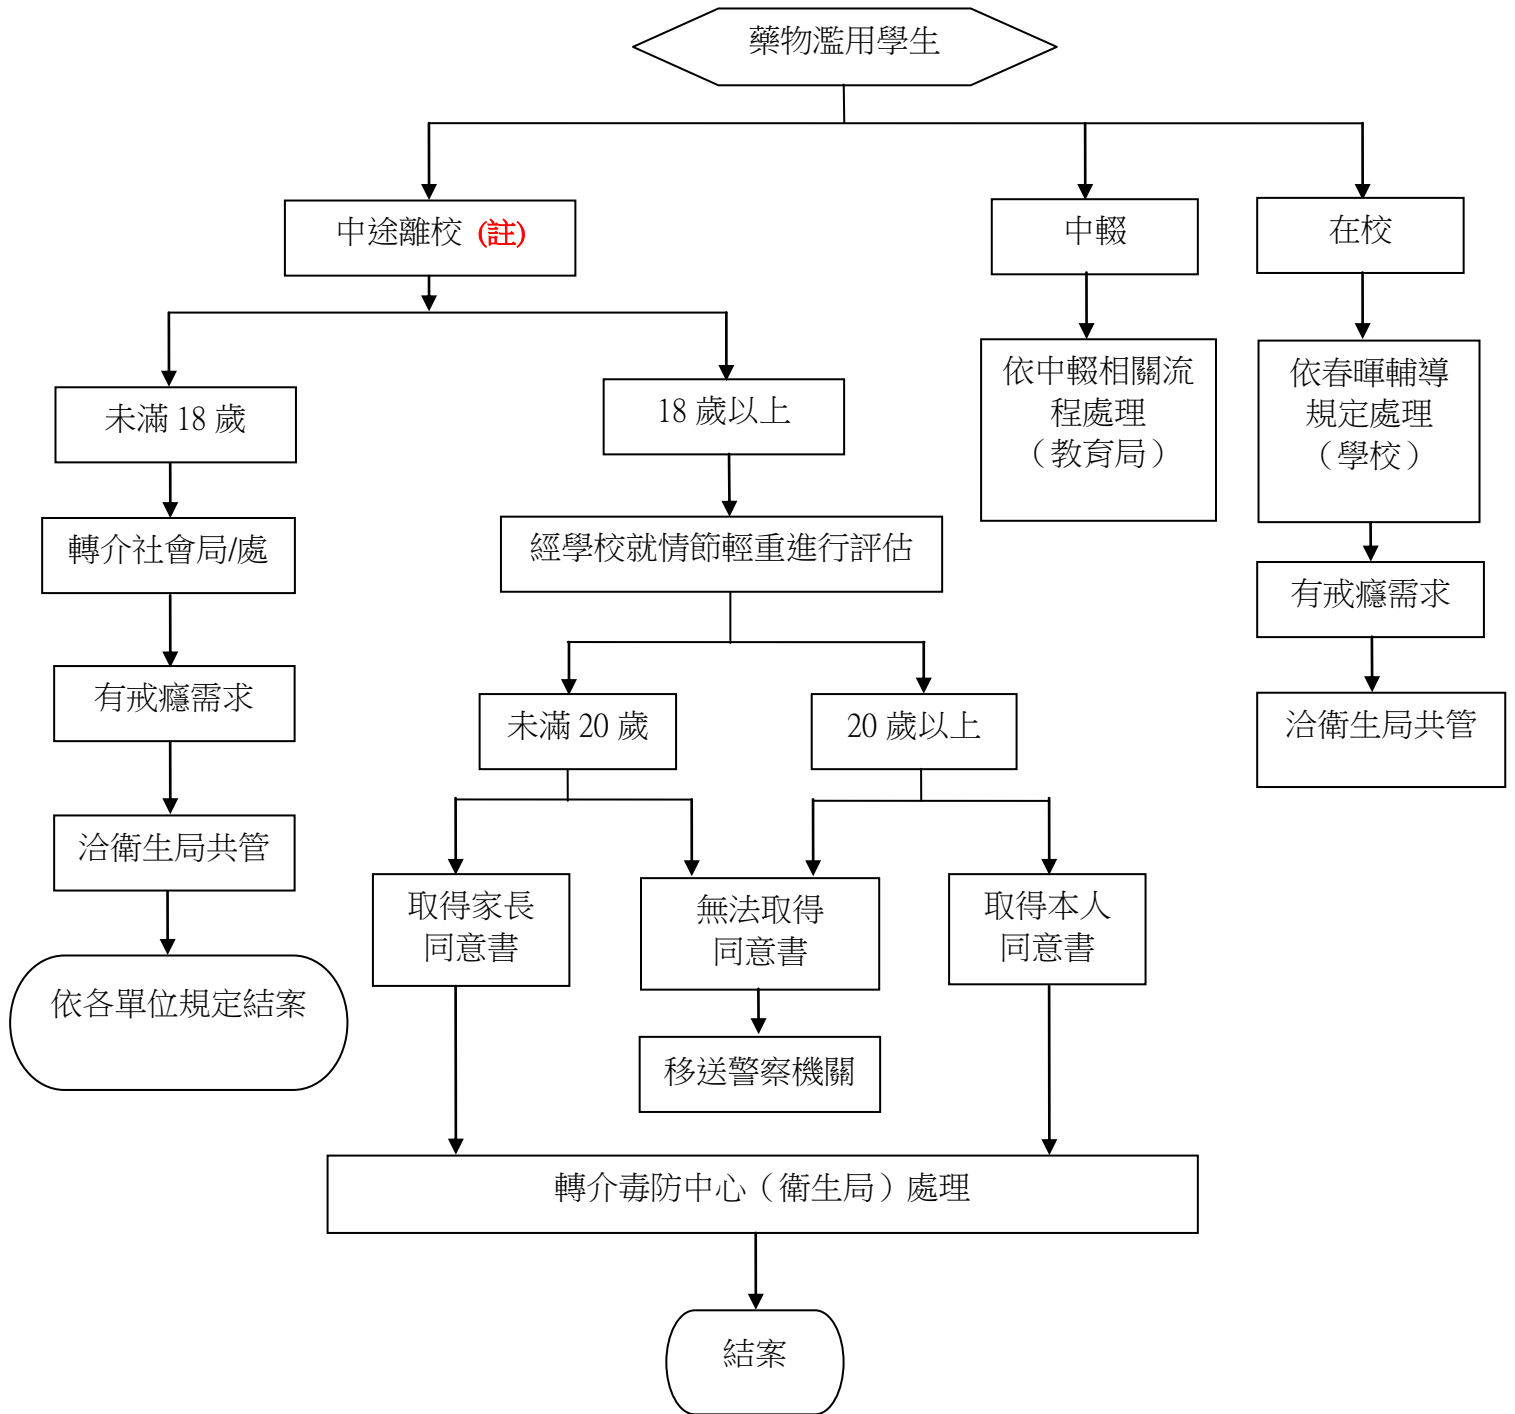 藥物濫用學生
中途離校 (註)
中輟
在校
未滿 18 歲
18 歲以上
依中輟相關流
程處理
（教育局）
依春暉輔導
規定處理
（學校）
轉介社會局/處
經學校就情節輕重進行評估
有戒癮需求
有戒癮需求
未滿 20 歲
20 歲以上
洽衛生局共管
洽衛生局共管
取得家長
同意書
無法取得
同意書
取得本人
同意書
依各單位規定結案
移送警察機關
轉介毒防中心（衛生局）處理
結案